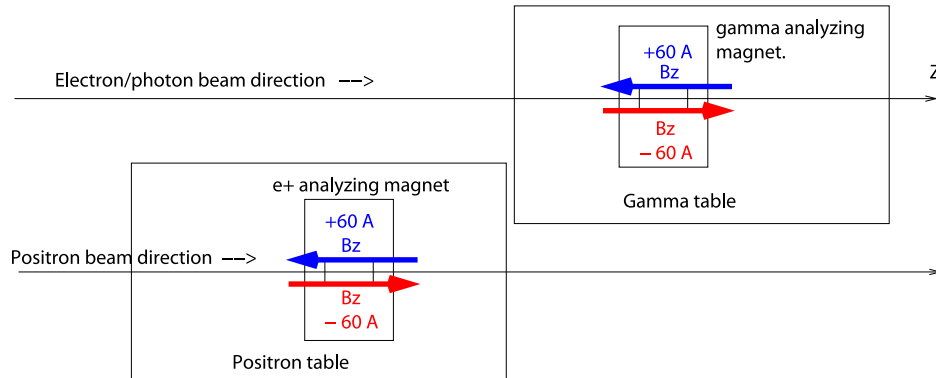 gamma analyzing
magnet.
+60 A
Bz
Electron/photon beam direction −−>
Z
Bz
− 60 A
Gamma table
e+ analyzing magnet
+60 A
Bz
Positron beam direction −−>
Bz
− 60 A
Positron table